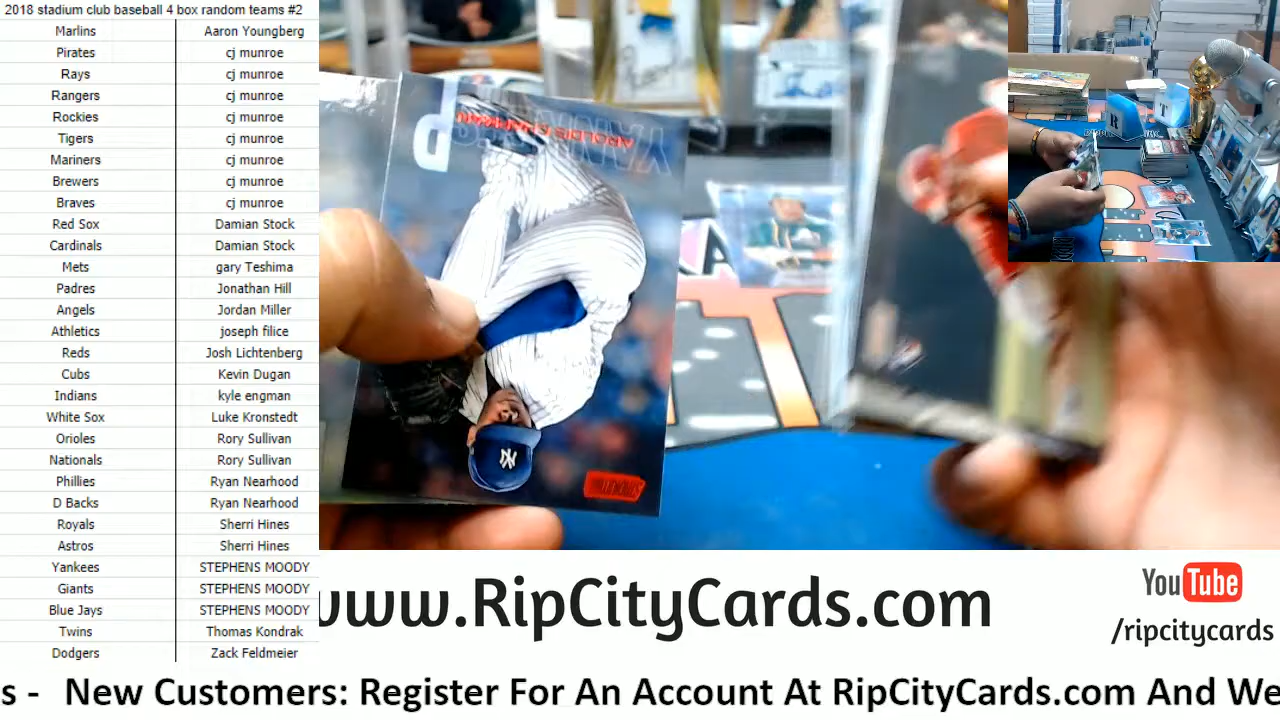 2018 stadium club baseball 4 box random teams #2
Marlins Aaron Youngberg
Pirates cj munroe
Rays cj munroe
Rangers cj munroe
Rockies cj munroe
Tigers cj munroe
Mariners cj munroe
Brewers cj munroe
Braves cj munroe
Red Sox Damian Stock
Cardinals Damian Stock
Mets gary Teshima
Padres Jonathan Hill
Angels Jordan Miller
Athletics joseph filice
Reds Josh Lichtenberg
Cubs Kevin Dugan
Indians kyle engman
White Sox Luke Kronstedt
Orioles Rory Sullivan
Nationals Rory Sullivan
Phillies Ryan Nearhood
D Backs Ryan Nearhood
Royals Sherri Hines
Astros Sherri Hines
Yankees STEPHENS MOODY
Giants STEPHENS MOODY
Blue Jays STEPHENS MOODY
Twins Thomas Kondrak
Dodgers Zack Feldmeier
P
YANKEES
AROLDIS CHAPMAN
NY
R
T
www.RipCityCards.com
YouTube
/ripcitycards
s - New Customers: Register For An Account At RipCityCards.com And We